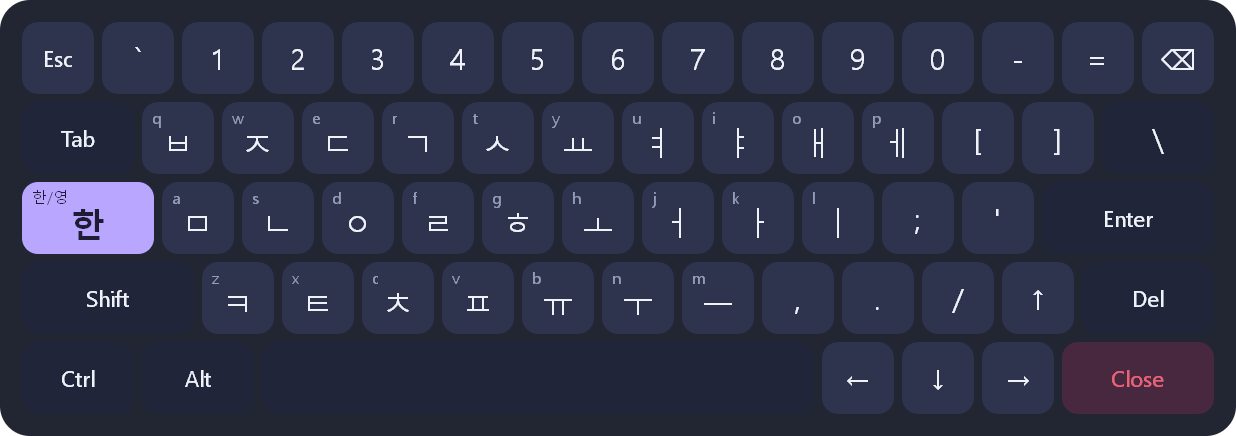 Esc ` 1 2 3 4 5 6 7 8 9 0 - = ⌫
Tab q ㅂ w ㅈ e ㄷ r ㄱ t ㅅ y ㅛ u ㅕ i ㅑ o ㅐ p ㅔ [ ] \
한/영 한 a ㅁ s ㄴ d ㅇ f ㄹ g ㅎ h ㅗ j ㅓ k ㅏ l ㅣ ; ' Enter
Shift z ㅋ x ㅌ c ㅊ v ㅍ b ㅠ n ㅜ m ㅡ , . / ↑ Del
Ctrl Alt ← ↓ → Close